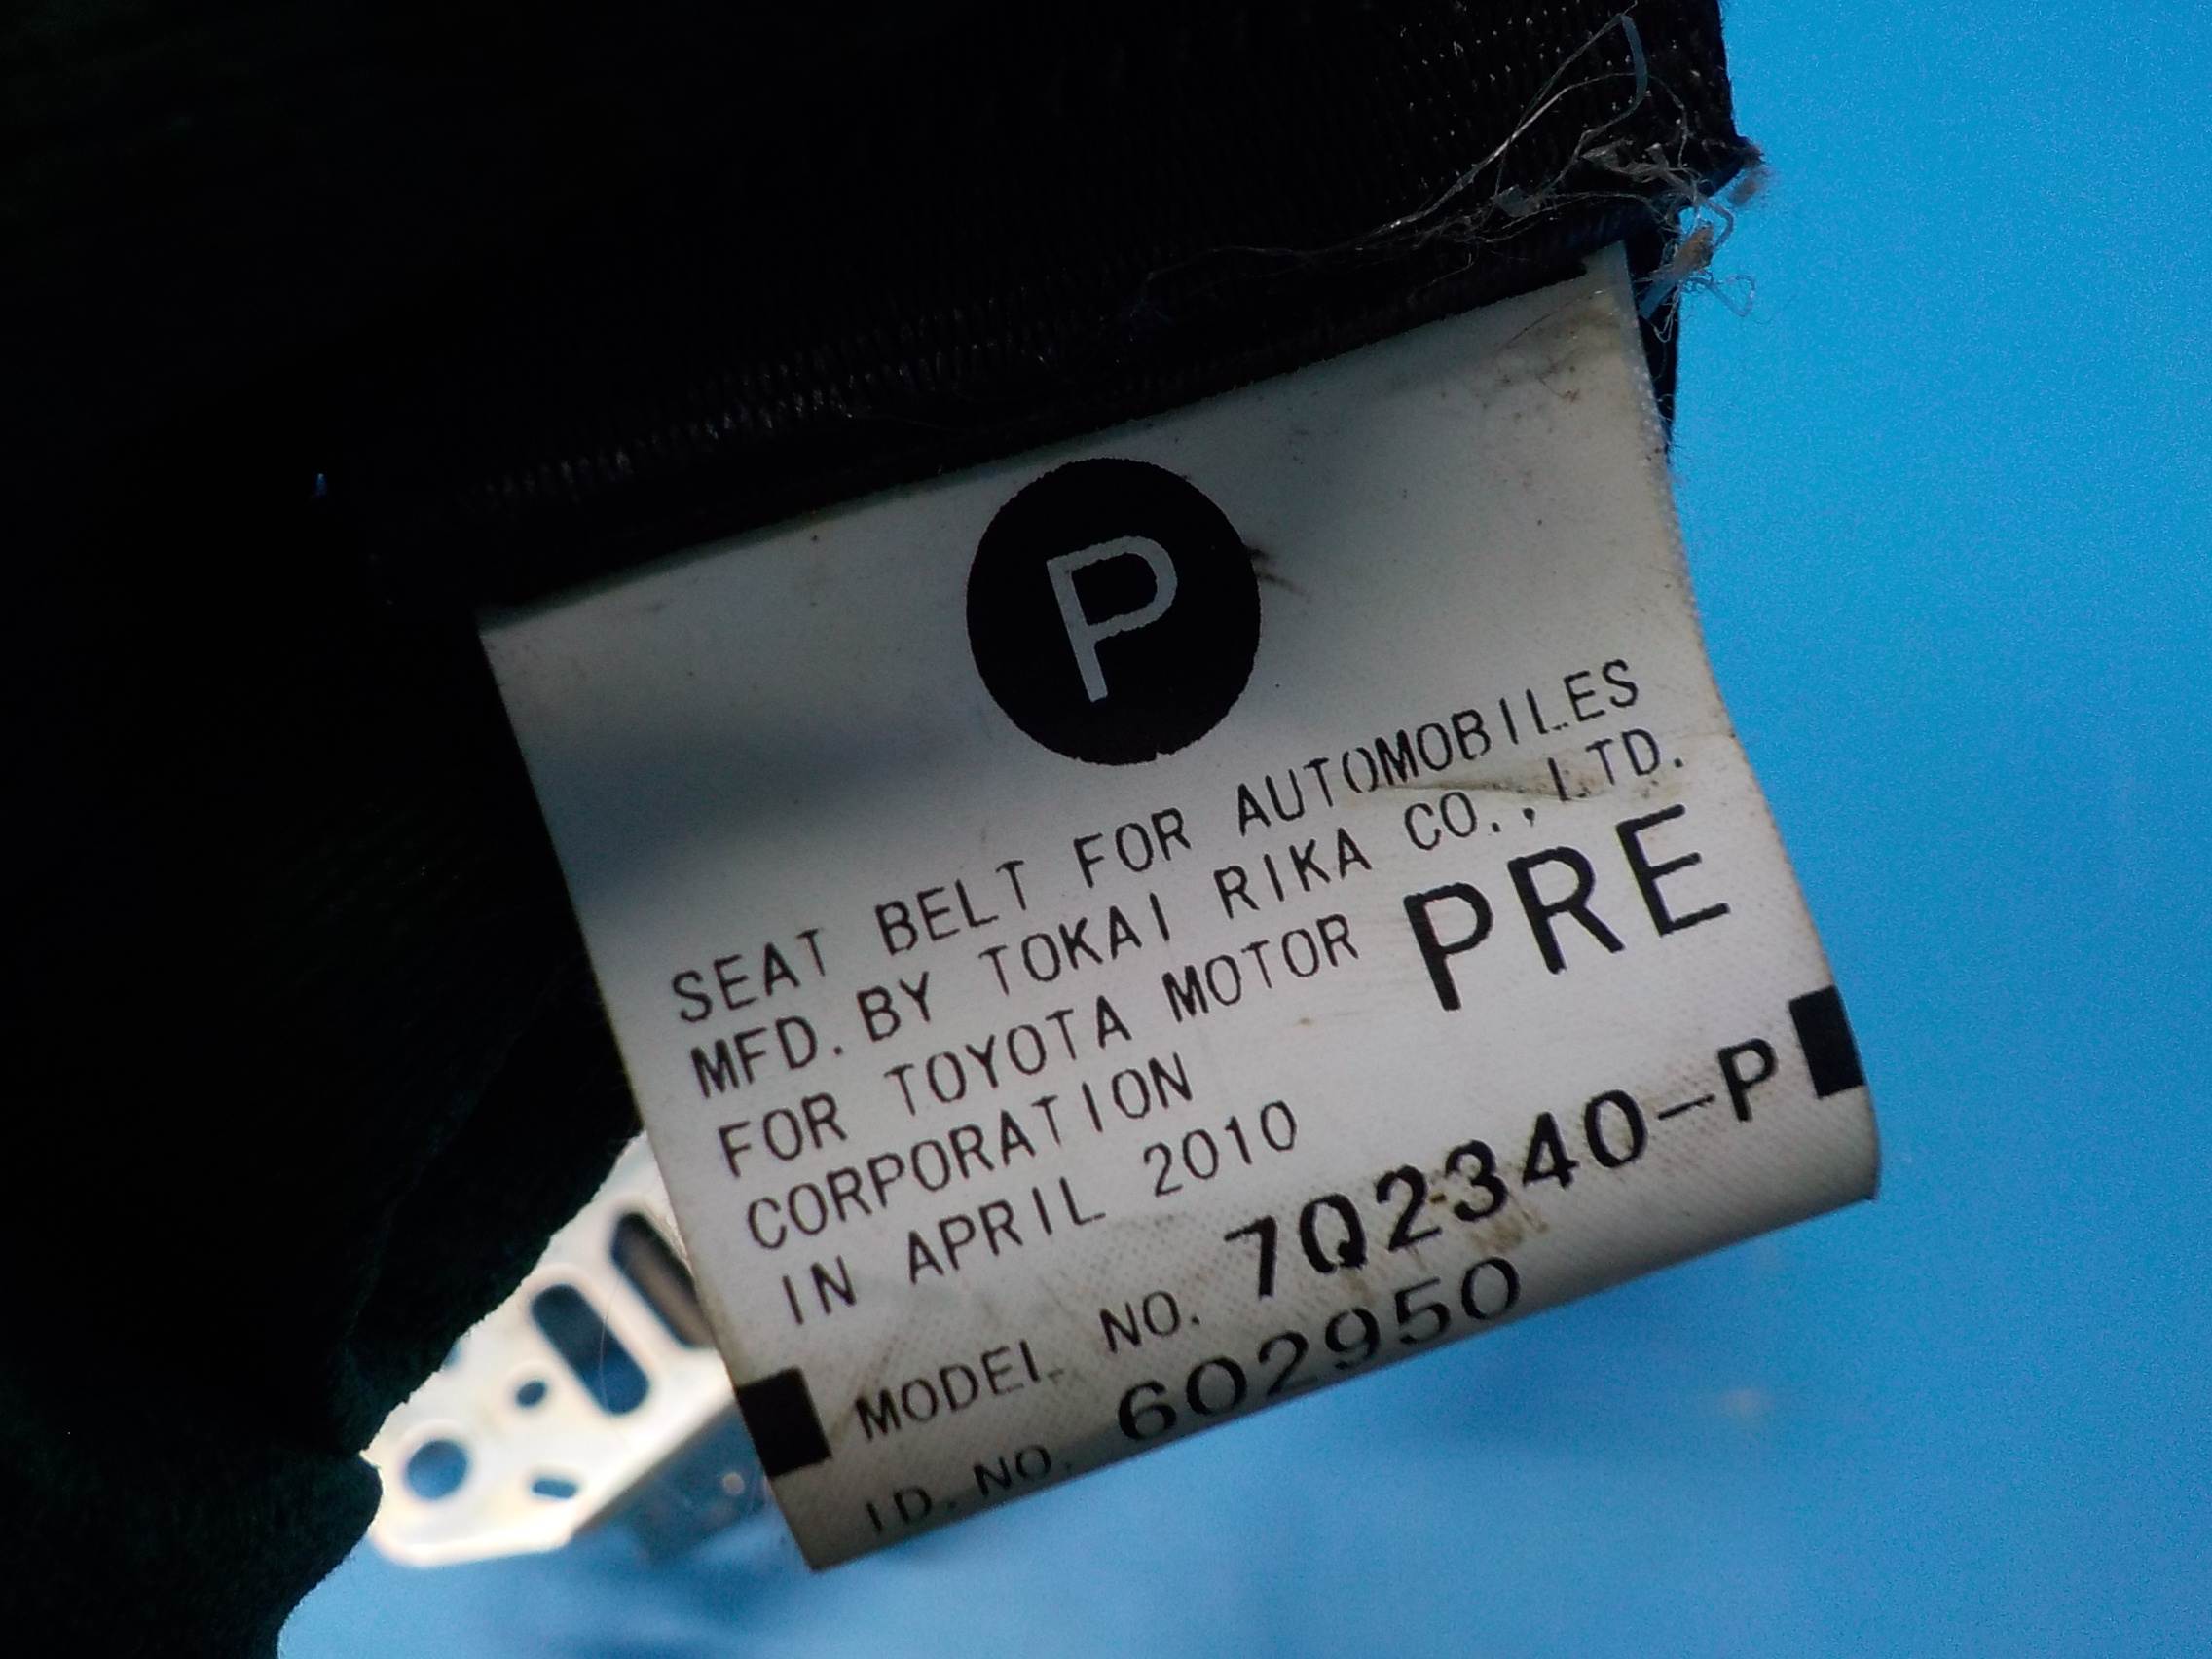 P
SEAT BELT FOR AUTOMOBILES
MFD. BY TOKAI RIKA CO., LTD.
FOR TOYOTA MOTOR PRE
CORPORATION
IN APRIL 2010
MODEL NO. 7Q2340-P
ID. NO. 602950